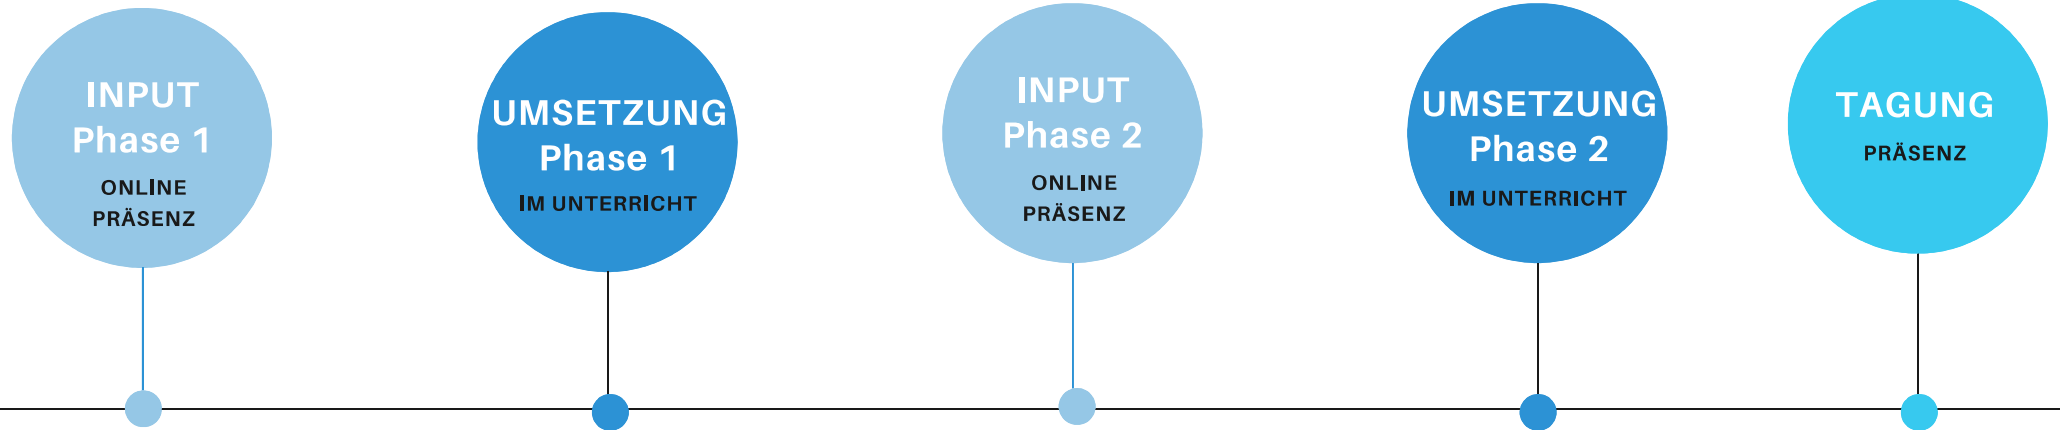 INPUT
Phase 1
ONLINE
PRÄSENZ
UMSETZUNG
Phase 1
IM UNTERRICHT
INPUT
Phase 2
ONLINE
PRÄSENZ
UMSETZUNG
Phase 2
IM UNTERRICHT
TAGUNG
PRÄSENZ